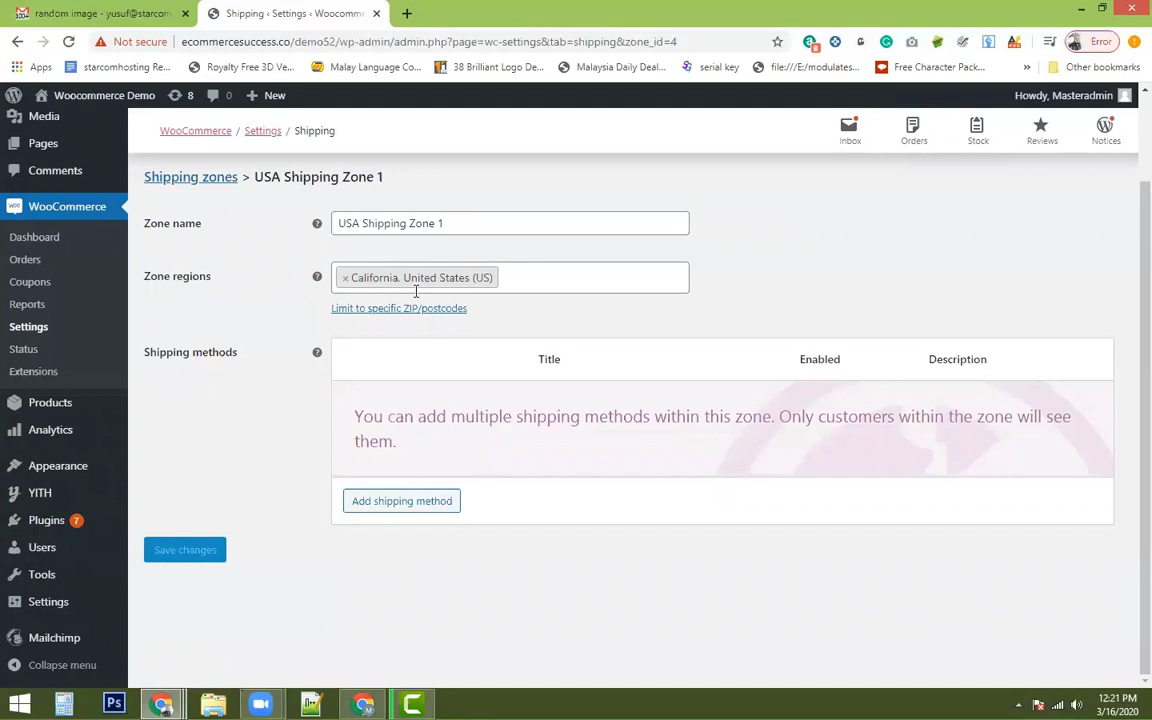 random image - yusuf@starcom
Shipping ‹ Settings ‹ Woocomme
Not secure
ecommercesuccess.co/demo52/wp-admin/admin.php?page=wc-settings&tab=shipping&zone_id=4
Error
Apps
starcomhosting Re...
Royalty Free 3D Ve...
Malay Language Co...
38 Brilliant Logo De...
Malaysia Daily Deal...
serial key
file:///E:/modulates...
Free Character Pack...
»
Other bookmarks
Woocommerce Demo
8
0
New
Howdy, Masteradmin
Media
Pages
Comments
WooCommerce
Dashboard
Orders
Coupons
Reports
Settings
Status
Extensions
Products
Analytics
Appearance
YITH
Plugins 7
Users
Tools
Settings
Mailchimp
Collapse menu
WooCommerce / Settings / Shipping
Inbox
Orders
Stock
Reviews
Notices
Shipping zones > USA Shipping Zone 1
Zone name
USA Shipping Zone 1
Zone regions
× California, United States (US)
Limit to specific ZIP/postcodes
Shipping methods
Title
Enabled
Description
You can add multiple shipping methods within this zone. Only customers within the zone will see
them.
Add shipping method
Save changes
12:21 PM
3/16/2020